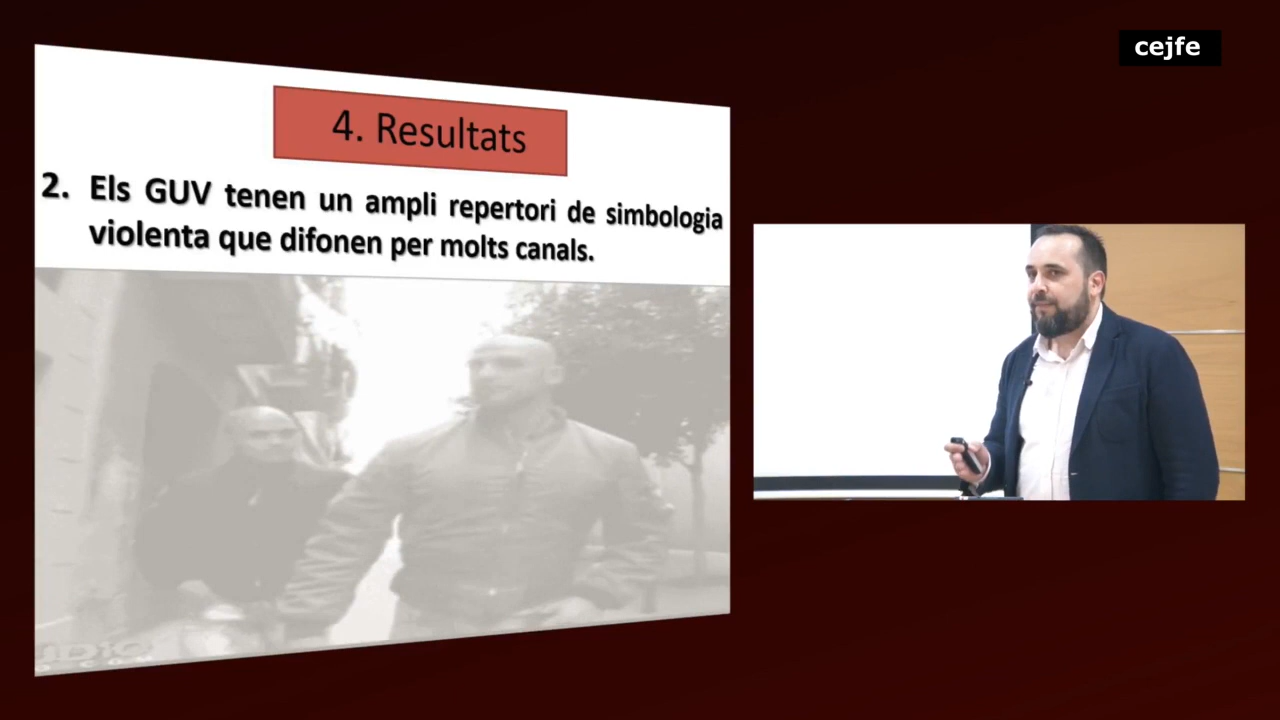 cejfe
4. Resultats
2. Els GUV tenen un ampli repertori de simbologia
violenta que difonen per molts canals.